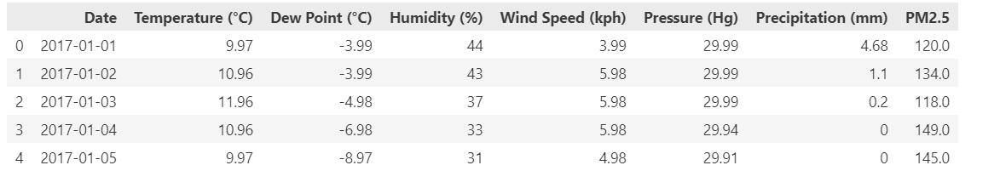 Date Temperature (°C) Dew Point (°C) Humidity (%) Wind Speed (kph) Pressure (Hg) Precipitation (mm) PM2.5
0 2017-01-01 9.97 -3.99 44 3.99 29.99 4.68 120.0
1 2017-01-02 10.96 -3.99 43 5.98 29.99 1.1 134.0
2 2017-01-03 11.96 -4.98 37 5.98 29.99 0.2 118.0
3 2017-01-04 10.96 -6.98 33 5.98 29.94 0 149.0
4 2017-01-05 9.97 -8.97 31 4.98 29.91 0 145.0